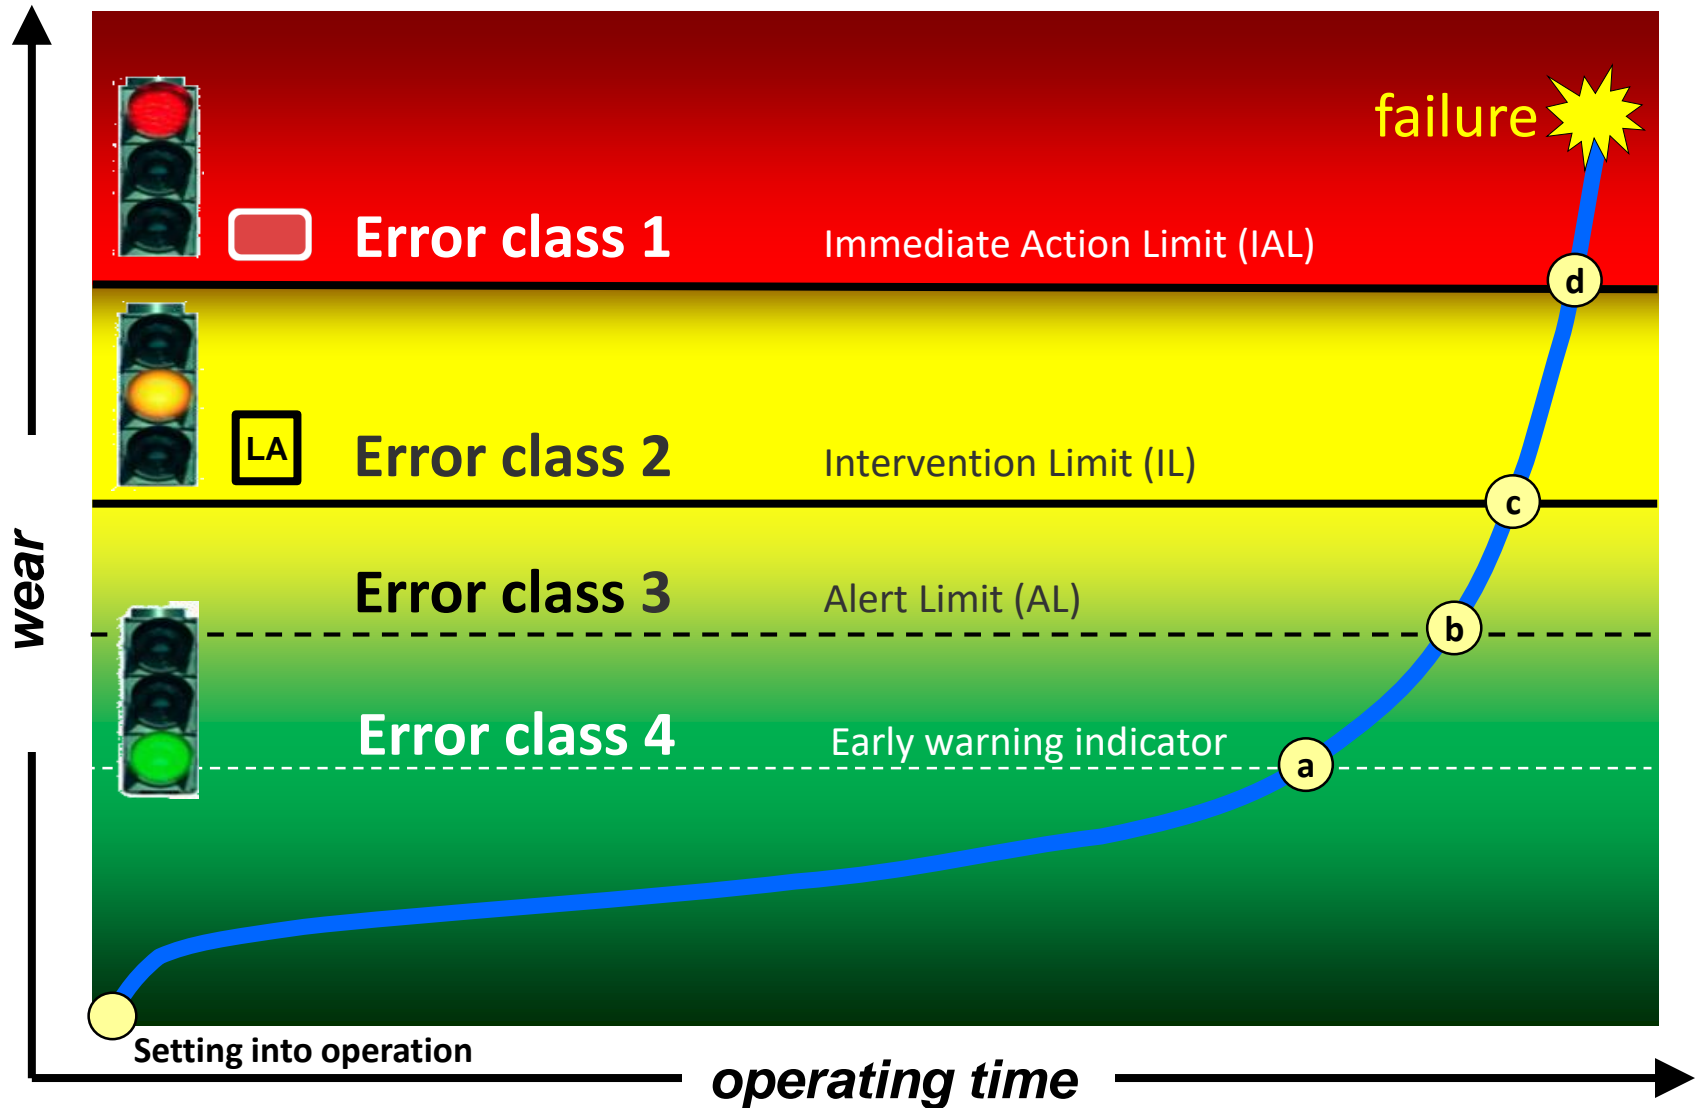 failure
Error class 1
Immediate Action Limit (IAL)
d
LA
Error class 2
Intervention Limit (IL)
c
Error class 3
Alert Limit (AL)
b
Error class 4
Early warning indicator
a
wear
Setting into operation
operating time